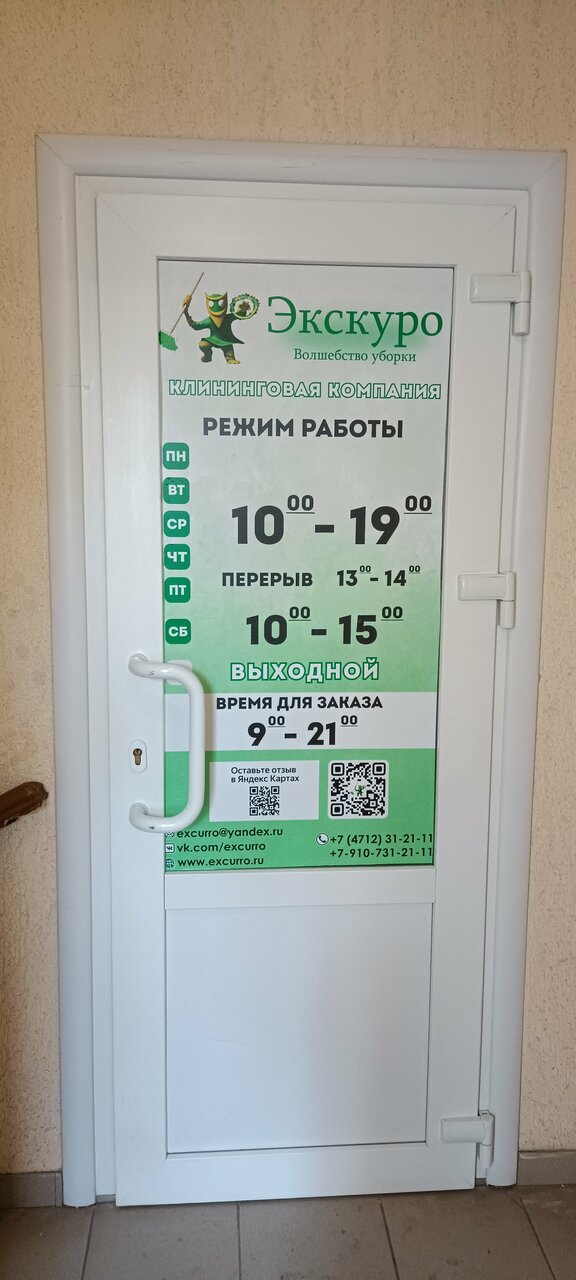 Экскуро
Волшебство уборки
КЛИНИНГОВАЯ КОМПАНИЯ
РЕЖИМ РАБОТЫ
ПН
ВТ
СР
10⁰⁰ - 19⁰⁰
ЧТ
ПЕРЕРЫВ 13⁰⁰ - 14⁰⁰
ПТ
СБ 10⁰⁰ - 15⁰⁰
ВЫХОДНОЙ
ВРЕМЯ ДЛЯ ЗАКАЗА
9⁰⁰ - 21⁰⁰
Оставьте отзыв
в Яндекс Картах
excurro@yandex.ru
vk.com/excurro
www.excurro.ru
+7 (4712) 31-21-11
+7-910-731-21-11